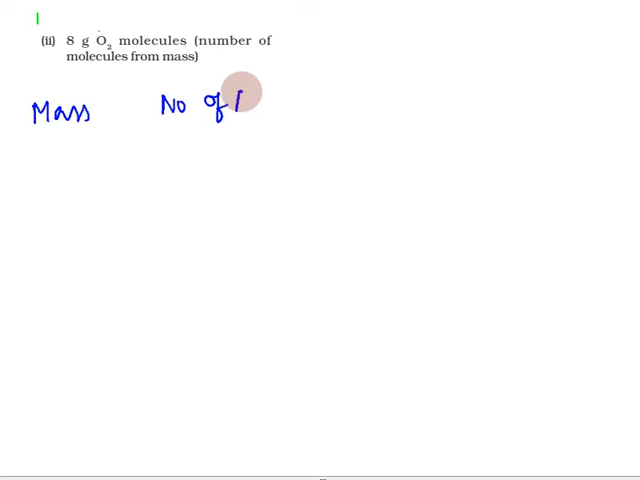 (ii) 8 g O₂ molecules (number of
molecules from mass)
Mass No of